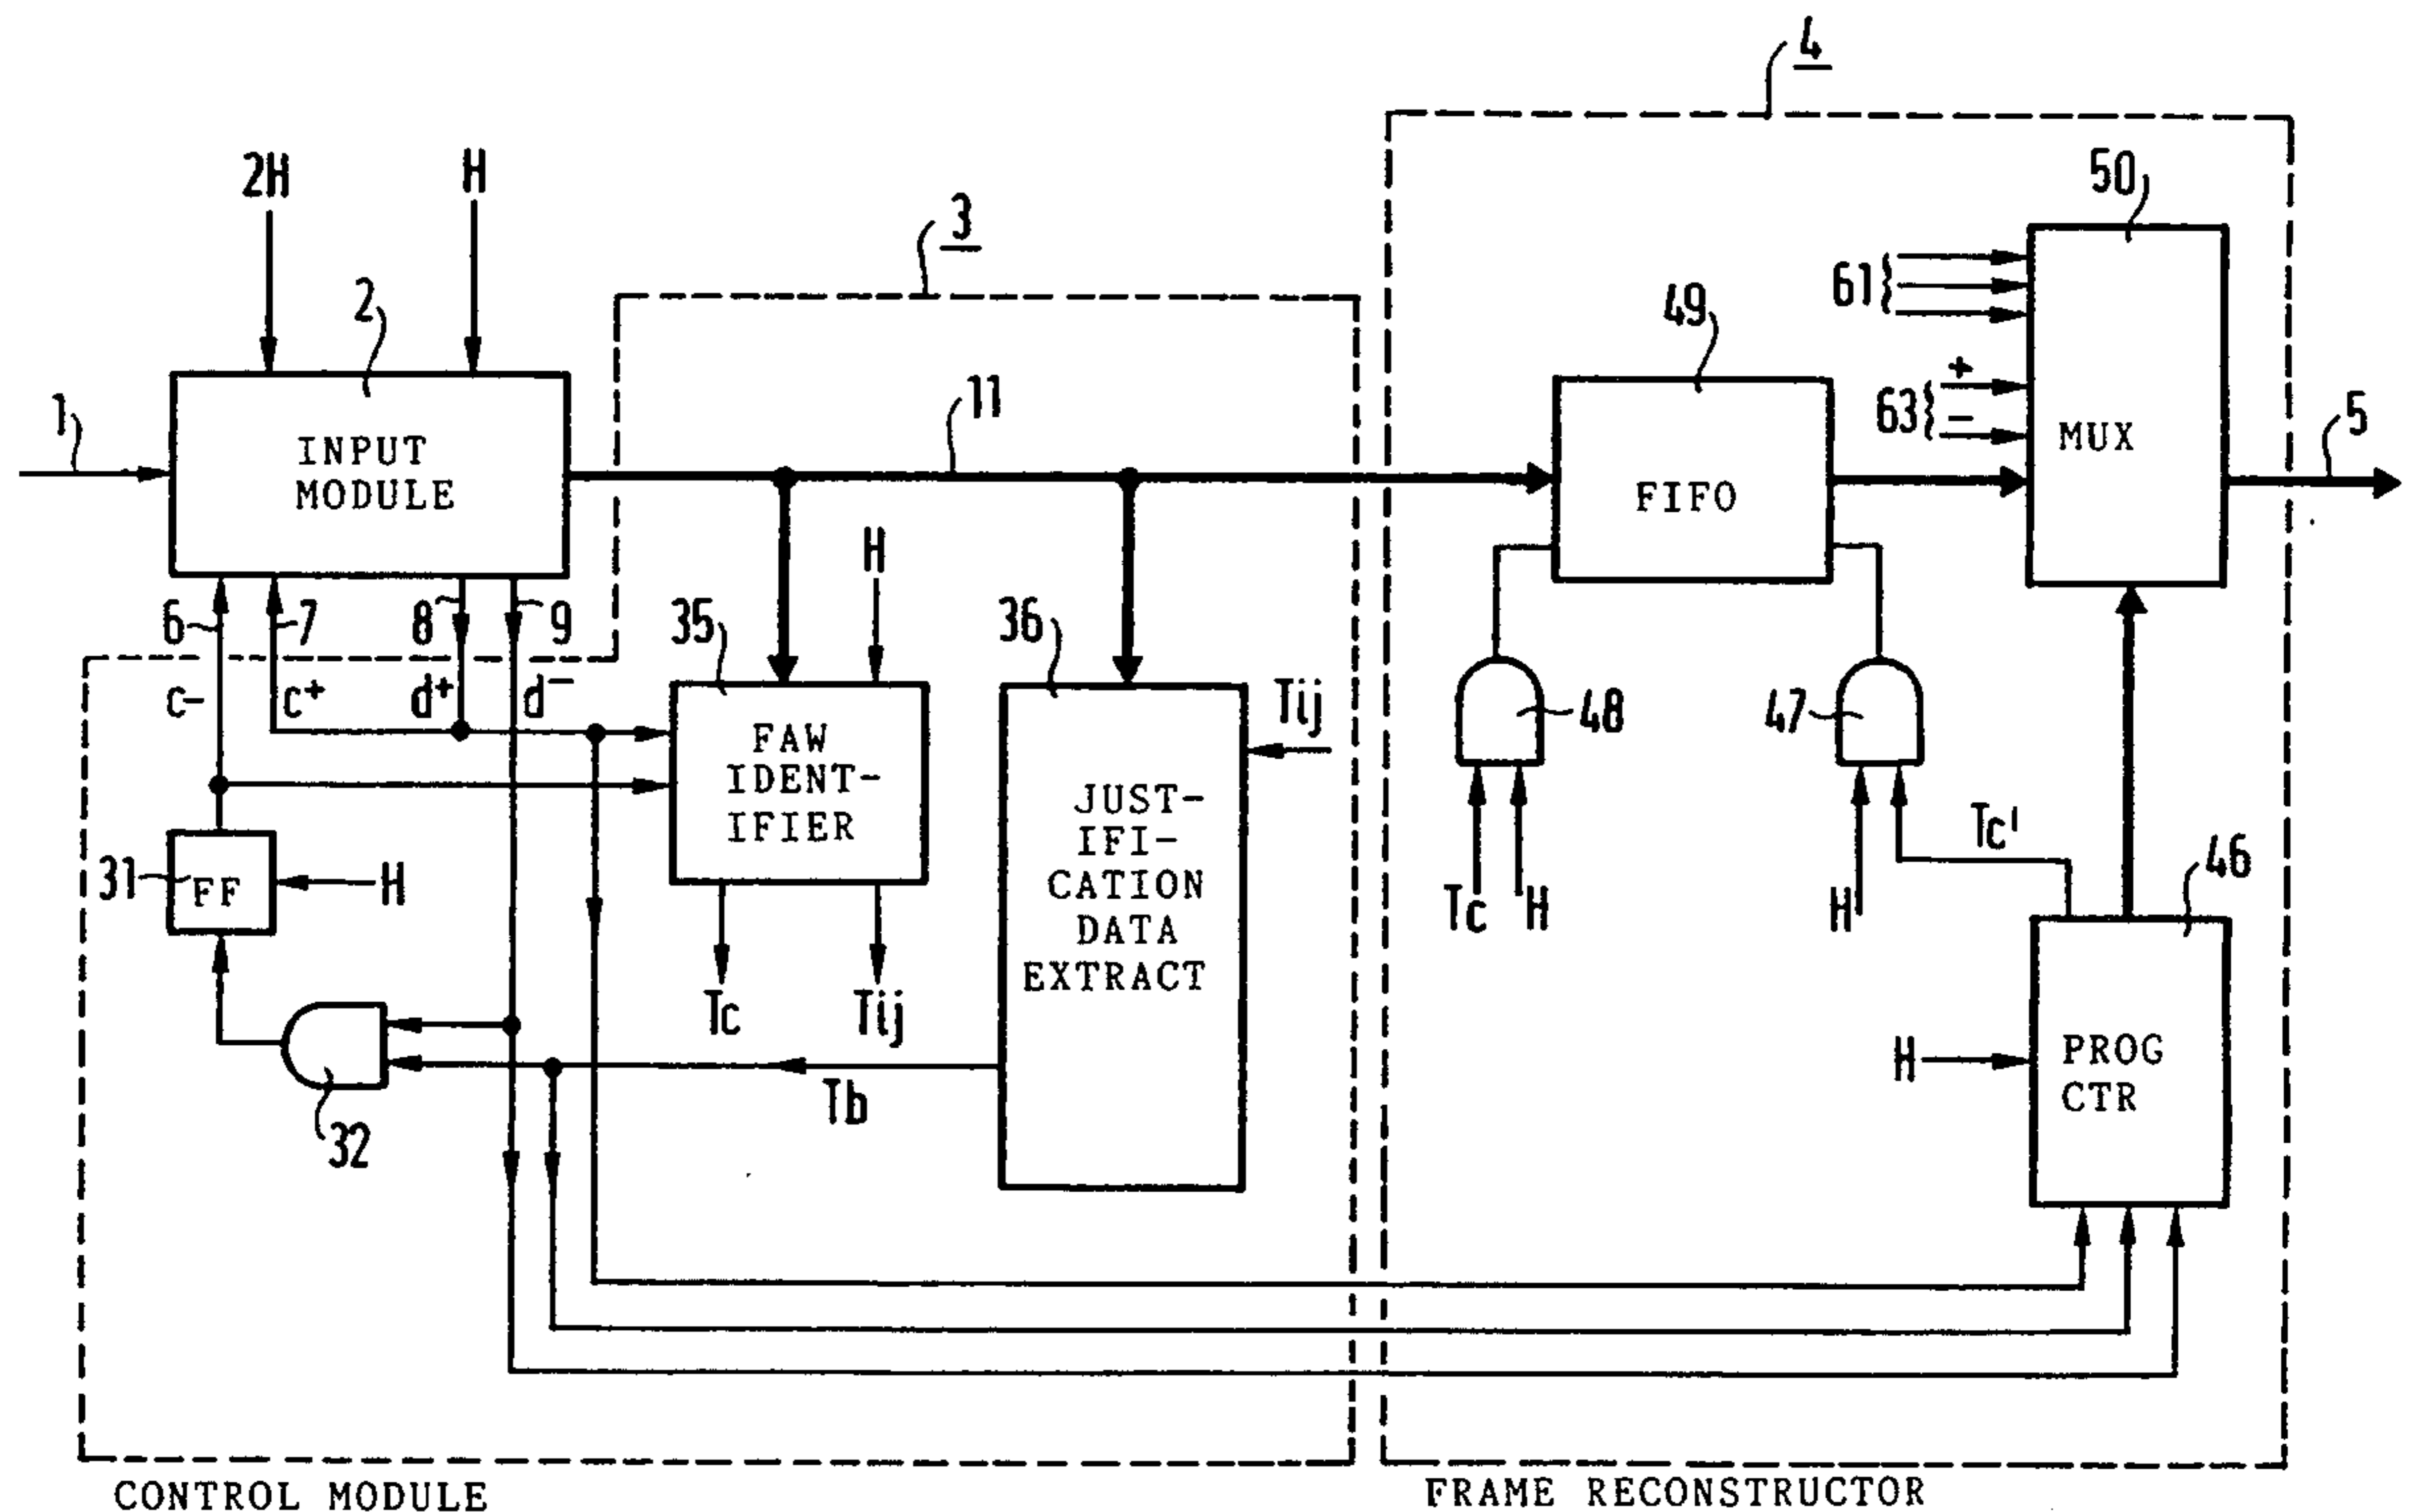 4
2H
H
3
50
2
61
49
+
63
-
1
11
5
INPUT
MODULE
MUX
FIFO
H
6
7
8
9
35
36
c-
c+
d+
d-
Tij
48
47
FAW
IDENT-
IFIER
JUST-
IFI-
CATION
DATA
EXTRACT
Tc'
31
FF
H
Tc
H
H
46
Tc
Tij
H
PROG
CTR
Tb
32
CONTROL MODULE
FRAME RECONSTRUCTOR